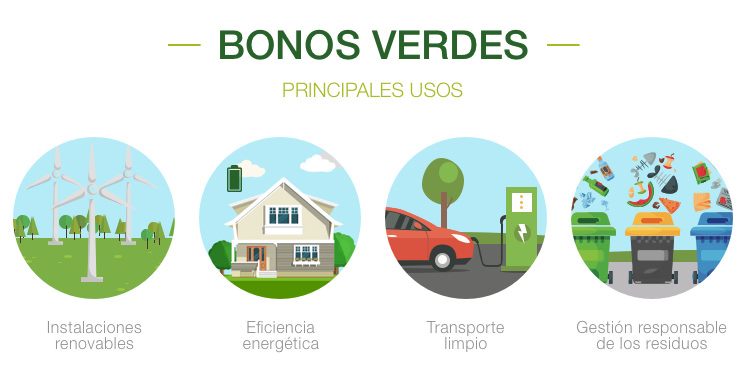 BONOS VERDES
PRINCIPALES USOS
Instalaciones
renovables
Eficiencia
energética
Transporte
limpio
Gestión responsable
de los residuos